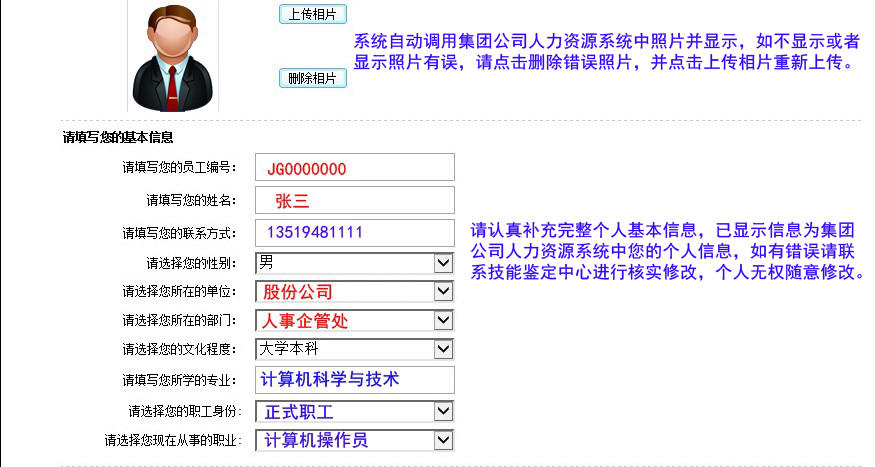 上传相片
系统自动调用集团公司人力资源系统中照片并显示，如不显示或者
显示照片有误，请点击删除错误照片，并点击上传相片重新上传。
删除相片
请填写您的基本信息
请填写您的员工编号： JG0000000
请填写您的姓名： 张三
请填写您的联系方式： 13519481111
请认真补充完整个人基本信息，已显示信息为集团
公司人力资源系统中您的个人信息，如有错误请联
系技能鉴定中心进行核实修改，个人无权随意修改。
请选择您的性别： 男
请选择您所在的单位： 股份公司
请选择您所在的部门： 人事企管处
请选择您的文化程度： 大学本科
请填写您所学的专业： 计算机科学与技术
请选择您的职工身份： 正式职工
请选择您现在从事的职业： 计算机操作员